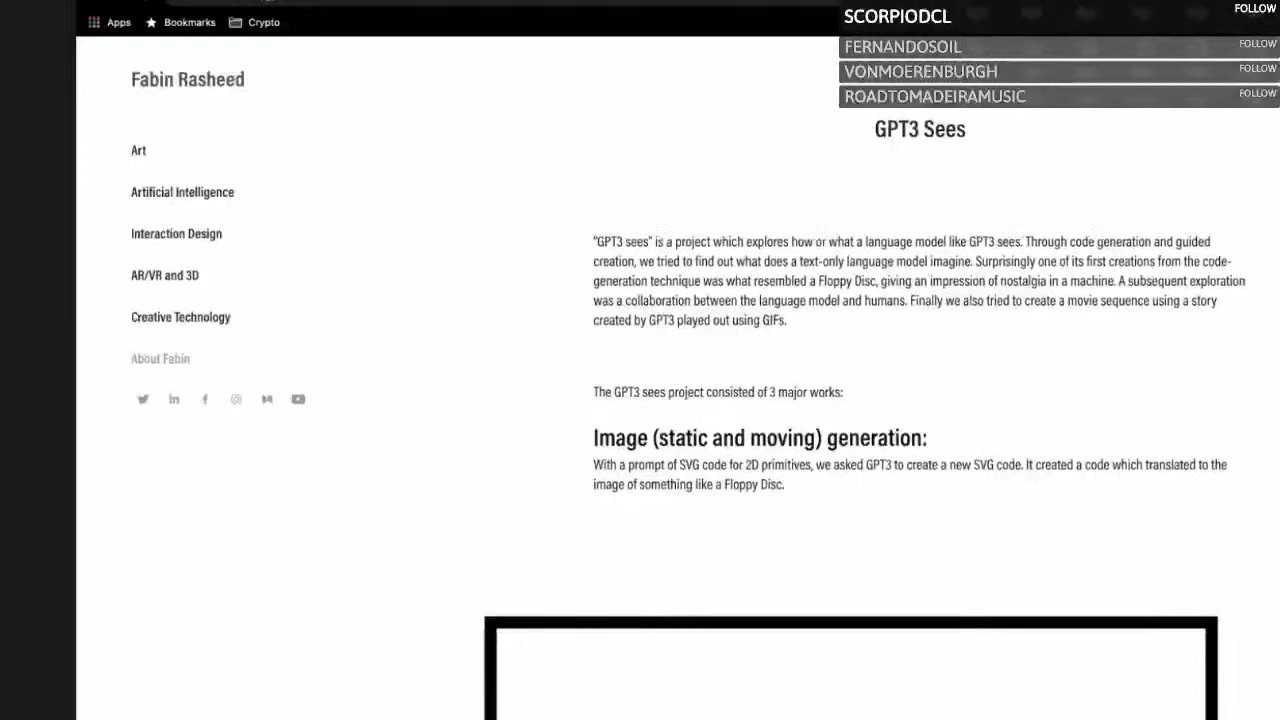 Apps
Bookmarks
Crypto
SCORPIODCL
FOLLOW
FERNANDOSOIL
FOLLOW
VONMOERENBURGH
FOLLOW
ROADTOMADEIRAMUSIC
FOLLOW
Fabin Rasheed
Art
Artificial Intelligence
Interaction Design
AR/VR and 3D
Creative Technology
About Fabin
GPT3 Sees
"GPT3 sees" is a project which explores how or what a language model like GPT3 sees. Through code generation and guided
creation, we tried to find out what does a text-only language model imagine. Surprisingly one of its first creations from the code-
generation technique was what resembled a Floppy Disc, giving an impression of nostalgia in a machine. A subsequent exploration
was a collaboration between the language model and humans. Finally we also tried to create a movie sequence using a story
created by GPT3 played out using GIFs.
The GPT3 sees project consisted of 3 major works:
Image (static and moving) generation:
With a prompt of SVG code for 2D primitives, we asked GPT3 to create a new SVG code. It created a code which translated to the
image of something like a Floppy Disc.